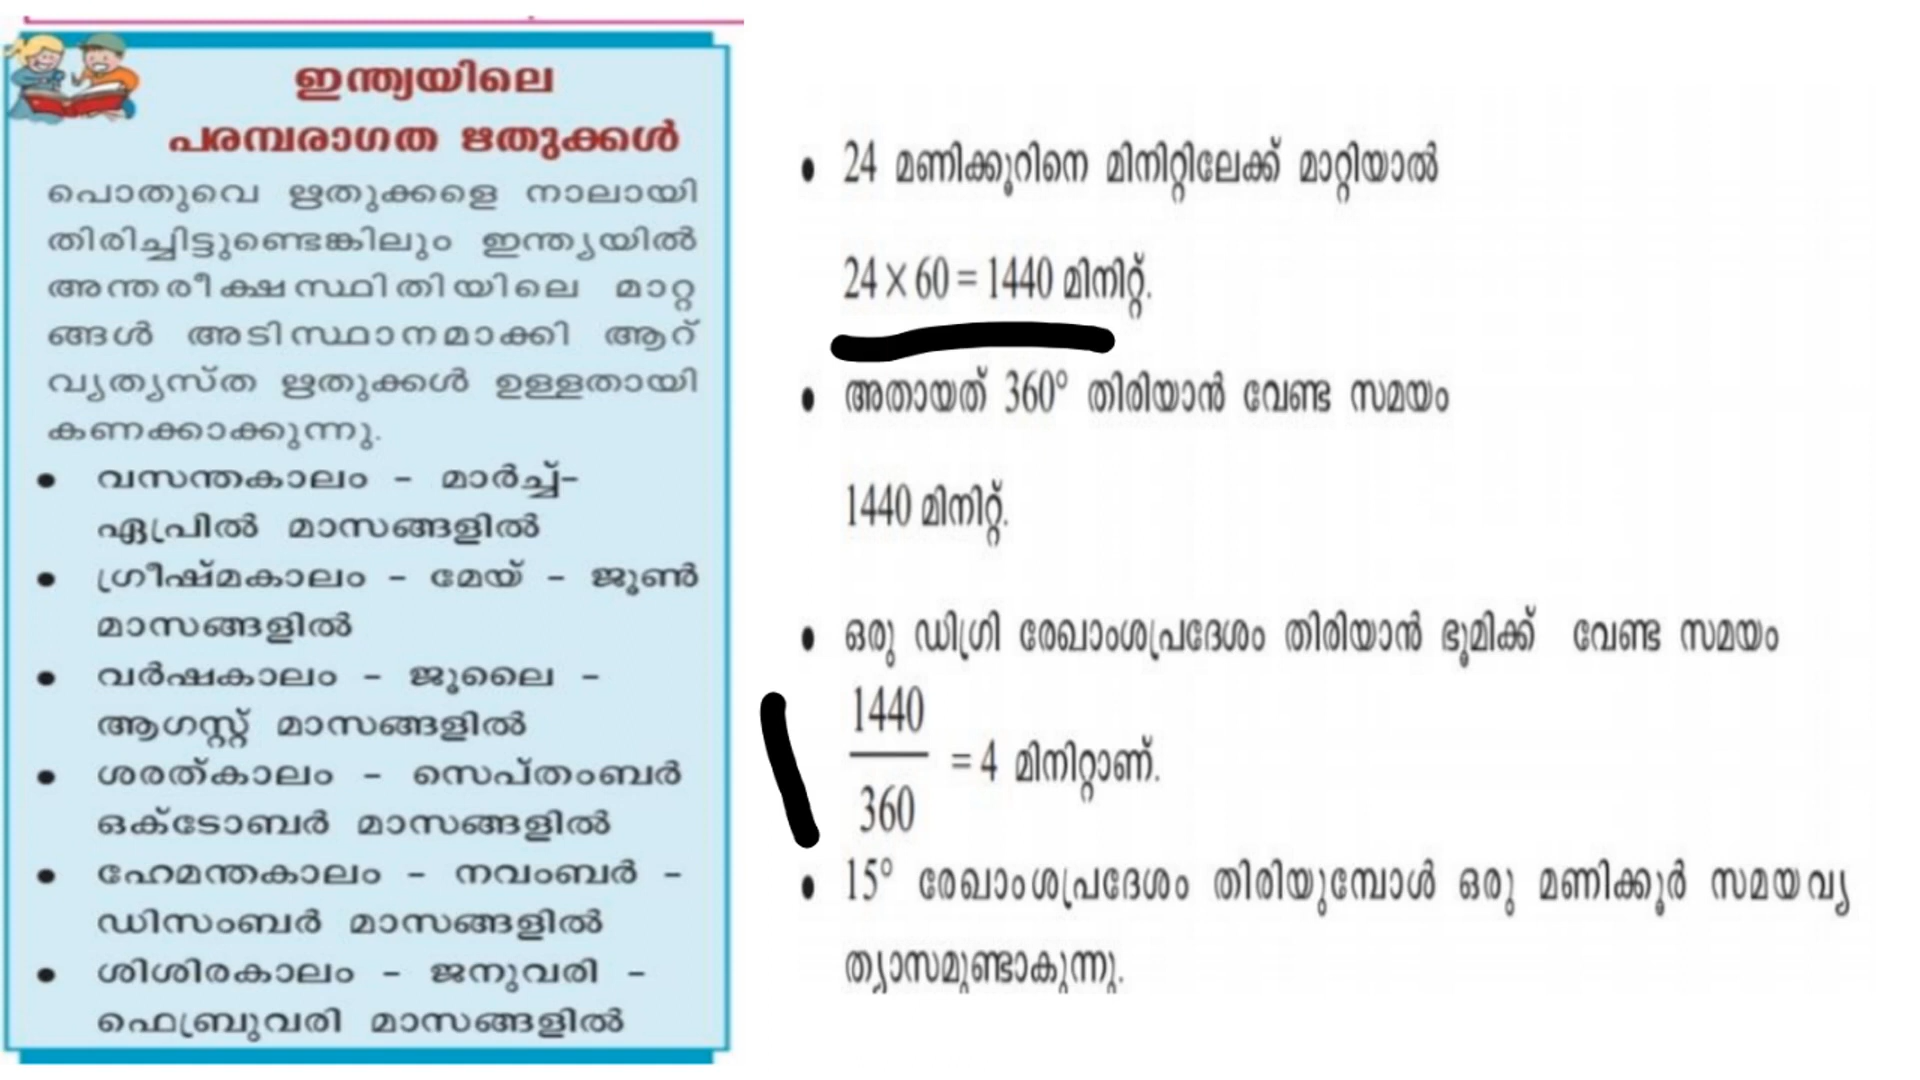 ഇന്ത്യയിലെ
പരമ്പരാഗത ഋതുക്കൾ
പൊതുവെ ഋതുക്കളെ നാലായി
തിരിച്ചിട്ടുണ്ടെങ്കിലും ഇന്ത്യയിൽ
അന്തരീക്ഷസ്ഥിതിയിലെ മാറ്റ
ങ്ങൾ അടിസ്ഥാനമാക്കി ആറ്
വ്യത്യസ്ത ഋതുക്കൾ ഉള്ളതായി
കണക്കാക്കുന്നു.
• വസന്തകാലം - മാർച്ച്-
ഏപ്രിൽ മാസങ്ങളിൽ
• ഗ്രീഷ്മകാലം - മേയ് - ജൂൺ
മാസങ്ങളിൽ
• വർഷകാലം - ജൂലൈ -
ആഗസ്റ്റ് മാസങ്ങളിൽ
• ശരത്കാലം - സെപ്തംബർ
ഒക്ടോബർ മാസങ്ങളിൽ
• ഹേമന്തകാലം - നവംബർ -
ഡിസംബർ മാസങ്ങളിൽ
• ശിശിരകാലം - ജനുവരി -
ഫെബ്രുവരി മാസങ്ങളിൽ
• 24 മണിക്കൂറിനെ മിനിറ്റിലേക്ക് മാറ്റിയാൽ
24 × 60 = 1440 മിനിറ്റ്.
• അതായത് 360° തിരിയാൻ വേണ്ട സമയം
1440 മിനിറ്റ്.
• ഒരു ഡിഗ്രി രേഖാംശപ്രദേശം തിരിയാൻ ഭൂമിക്ക് വേണ്ട സമയം
1440
= 4 മിനിറ്റാണ്.
360
• 15° രേഖാംശപ്രദേശം തിരിയുമ്പോൾ ഒരു മണിക്കൂർ സമയവ്യ
ത്യാസമുണ്ടാകുന്നു.